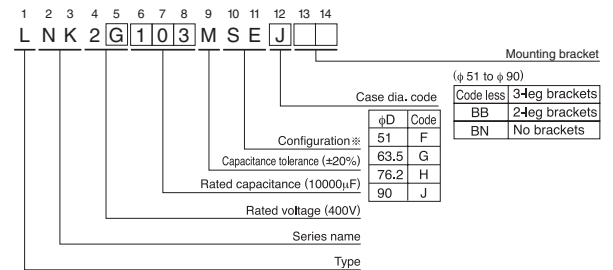 1 2 3 4 5 6 7 8 9 10 11 12 13 14
L N K 2 G 1 0 3 M S E J
Mounting bracket
(φ 51 to φ 90)
Code less 3-leg brackets
BB 2-leg brackets
BN No brackets
Case dia. code
φD Code
51 F
63.5 G
76.2 H
90 J
Configuration※
Capacitance tolerance (±20%)
Rated capacitance (10000μF)
Rated voltage (400V)
Series name
Type